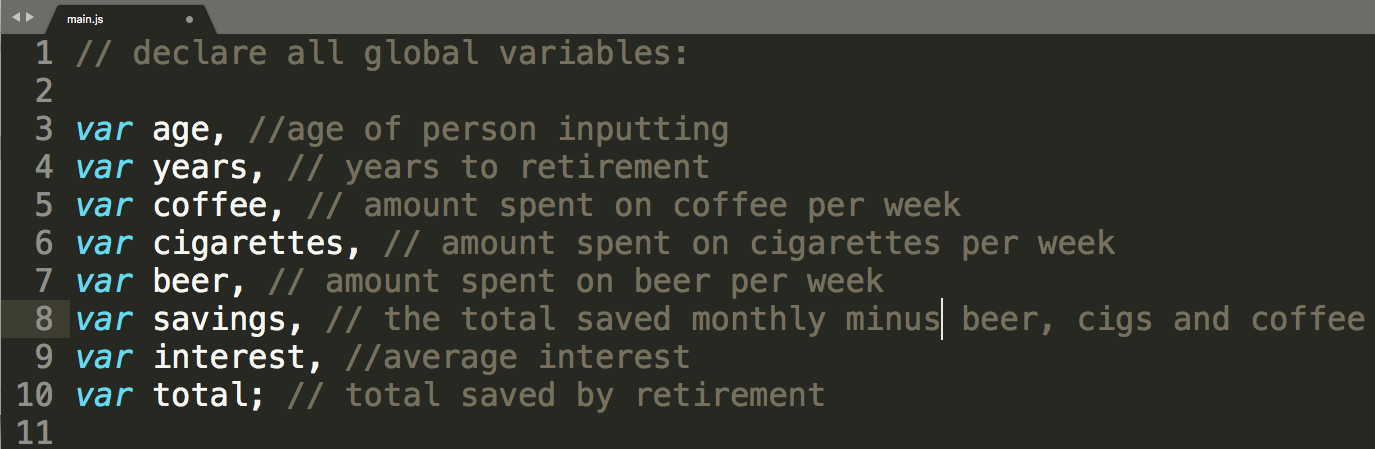 main.js
1 // declare all global variables:
2
3 var age, //age of person inputting
4 var years, // years to retirement
5 var coffee, // amount spent on coffee per week
6 var cigarettes, // amount spent on cigarettes per week
7 var beer, // amount spent on beer per week
8 var savings, // the total saved monthly minus beer, cigs and coffee
9 var interest, //average interest
10 var total; // total saved by retirement
11